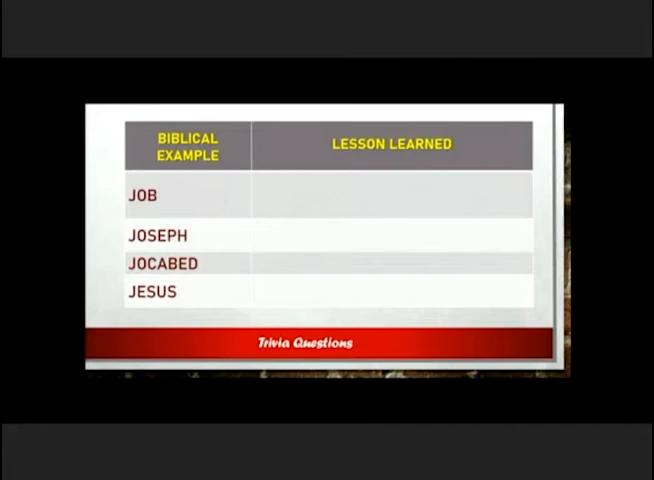 BIBLICAL
EXAMPLE
LESSON LEARNED
JOB
JOSEPH
JOCABED
JESUS
Trivia Questions